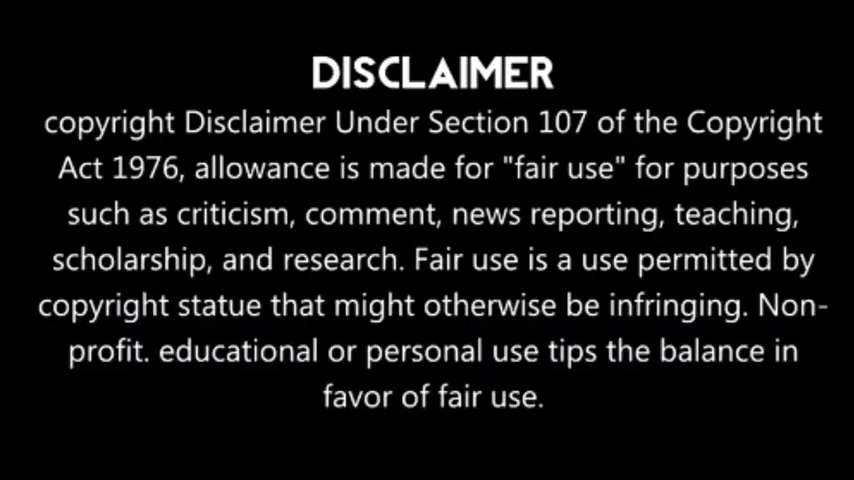 DISCLAIMER
copyright Disclaimer Under Section 107 of the Copyright
Act 1976, allowance is made for "fair use" for purposes
such as criticism, comment, news reporting, teaching,
scholarship, and research. Fair use is a use permitted by
copyright statue that might otherwise be infringing. Non-
profit. educational or personal use tips the balance in
favor of fair use.